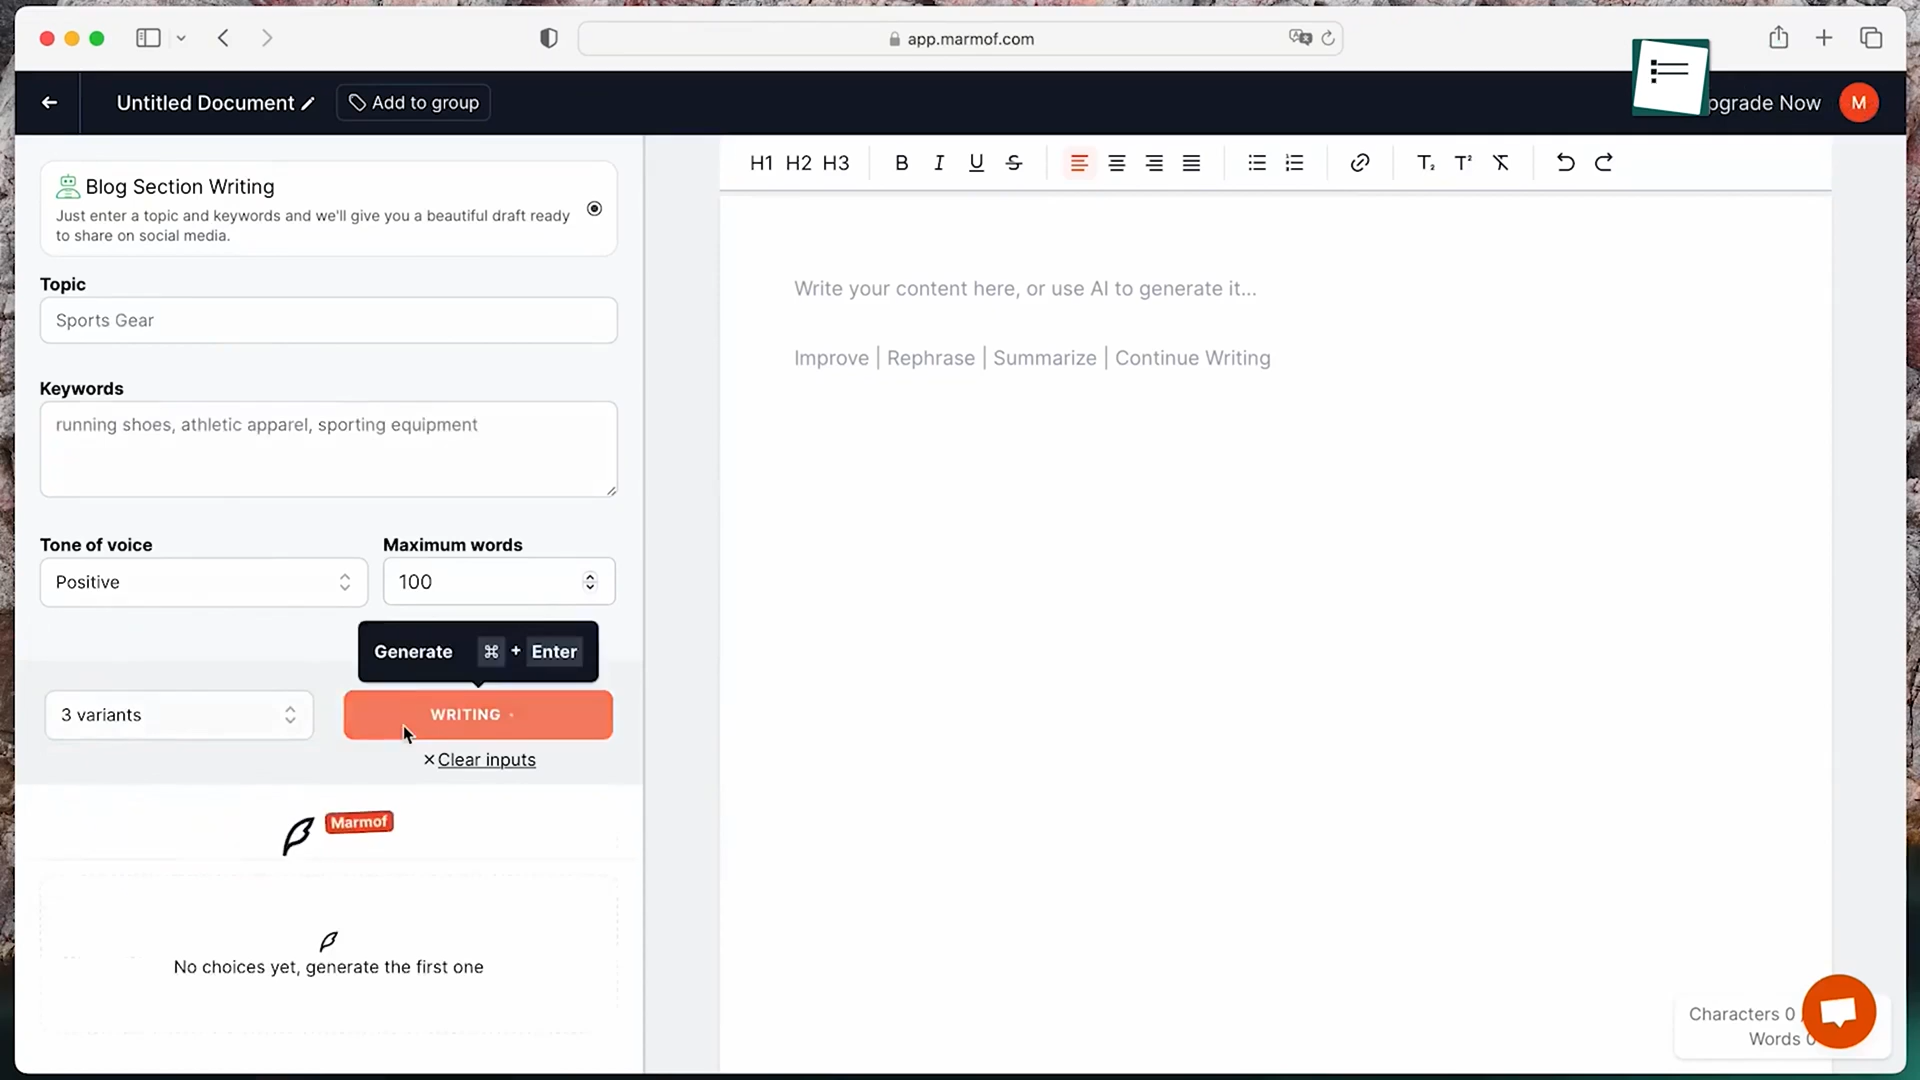 app.marmof.com
Untitled Document
Add to group
Now
M
Blog Section Writing
Just enter a topic and keywords and we'll give you a beautiful draft ready
to share on social media.
H1 H2 H3 B I U S T₂ T² T
Topic
Sports Gear
Write your content here, or use AI to generate it...
Improve | Rephrase | Summarize | Continue Writing
Keywords
running shoes, athletic apparel, sporting equipment
Tone of voice
Maximum words
Positive
100
Generate ⌘ + Enter
3 variants
WRITING
×Clear inputs
Marmof
No choices yet, generate the first one
Characters 0
Words 0